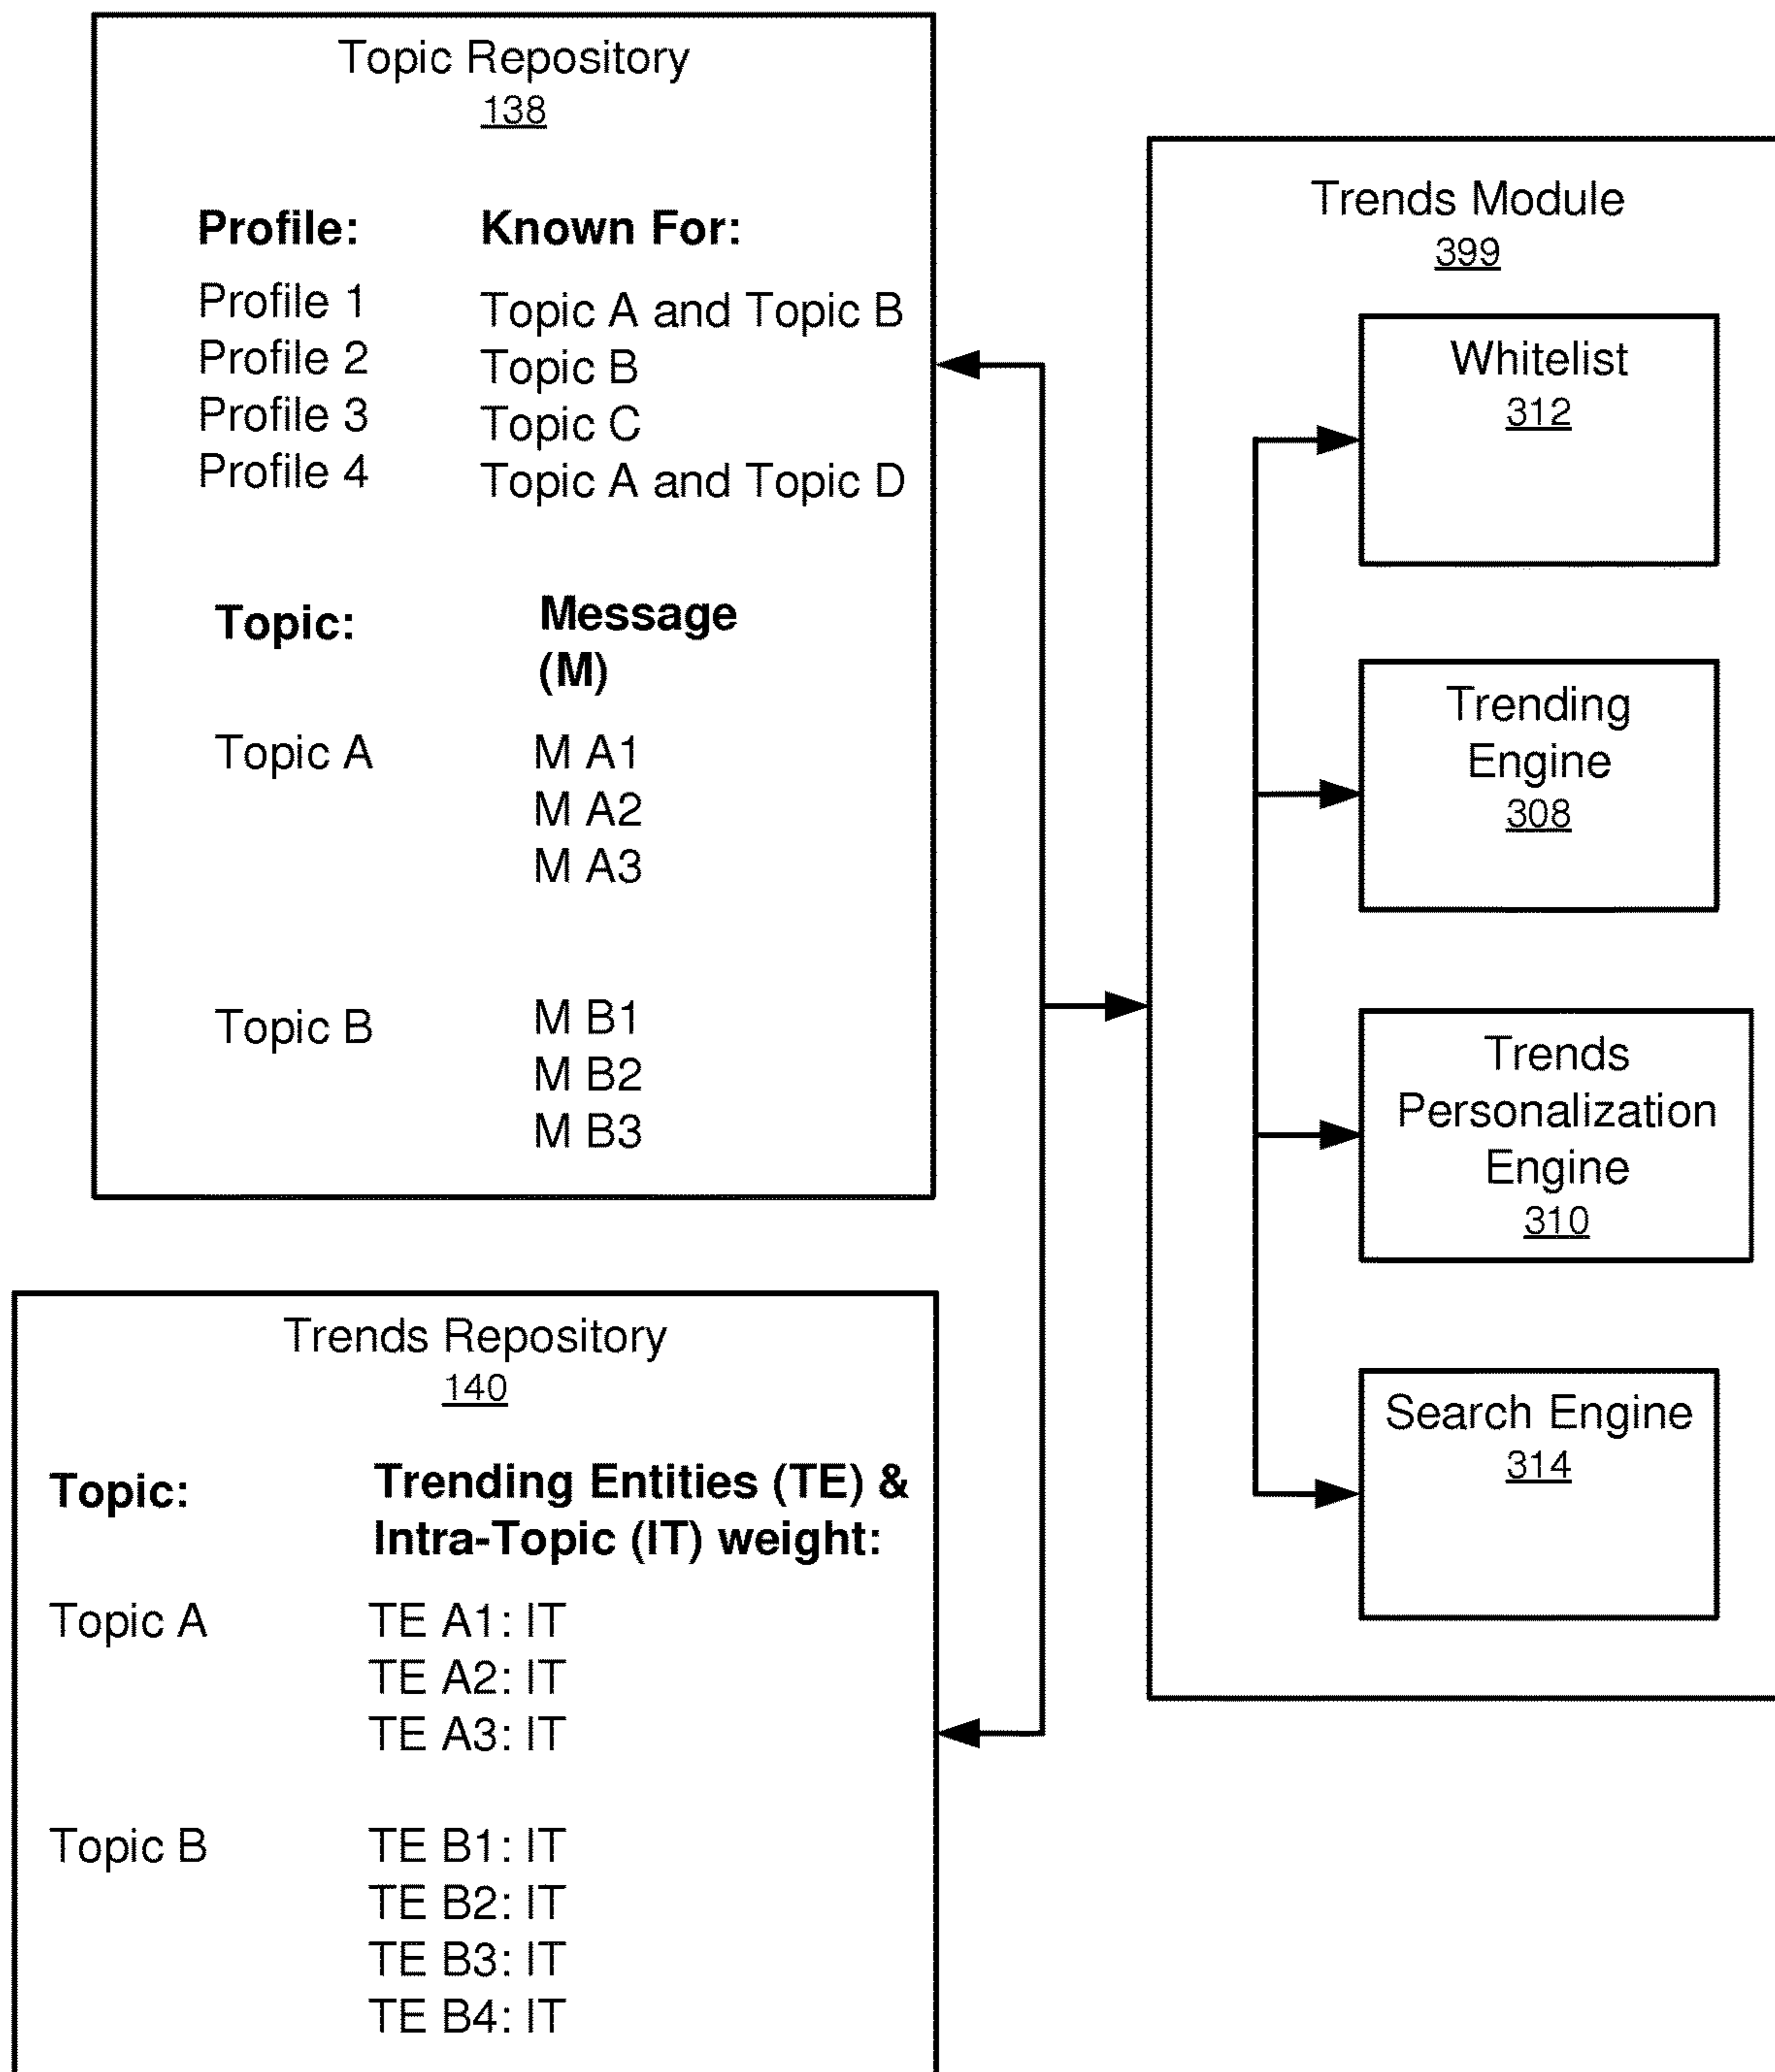 Topic Repository
138
Profile: Known For:
Profile 1 Topic A and Topic B
Profile 2 Topic B
Profile 3 Topic C
Profile 4 Topic A and Topic D
Topic: Message
(M)
Topic A M A1
M A2
M A3
Topic B M B1
M B2
M B3
Trends Repository
140
Topic: Trending Entities (TE) &
Intra-Topic (IT) weight:
Topic A TE A1: IT
TE A2: IT
TE A3: IT
Topic B TE B1: IT
TE B2: IT
TE B3: IT
TE B4: IT
Trends Module
399
Whitelist
312
Trending
Engine
308
Trends
Personalization
Engine
310
Search Engine
314